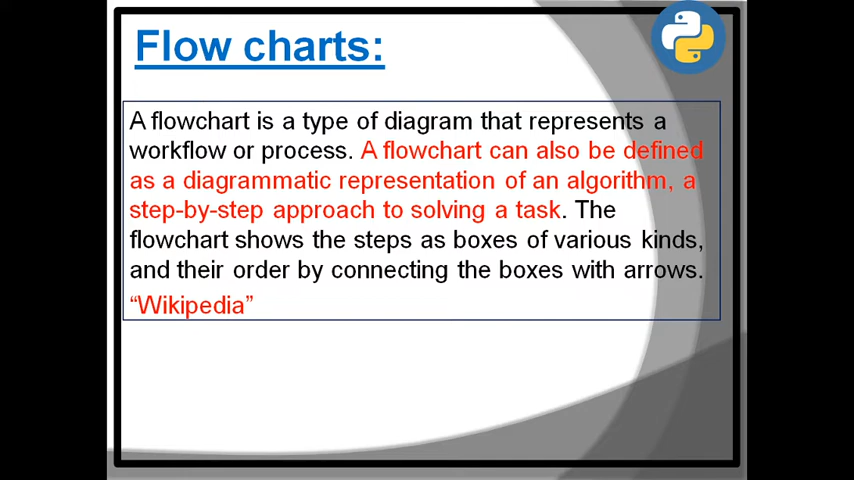 Flow charts:
A flowchart is a type of diagram that represents a
workflow or process. A flowchart can also be defined
as a diagrammatic representation of an algorithm, a
step-by-step approach to solving a task. The
flowchart shows the steps as boxes of various kinds,
and their order by connecting the boxes with arrows.
“Wikipedia”